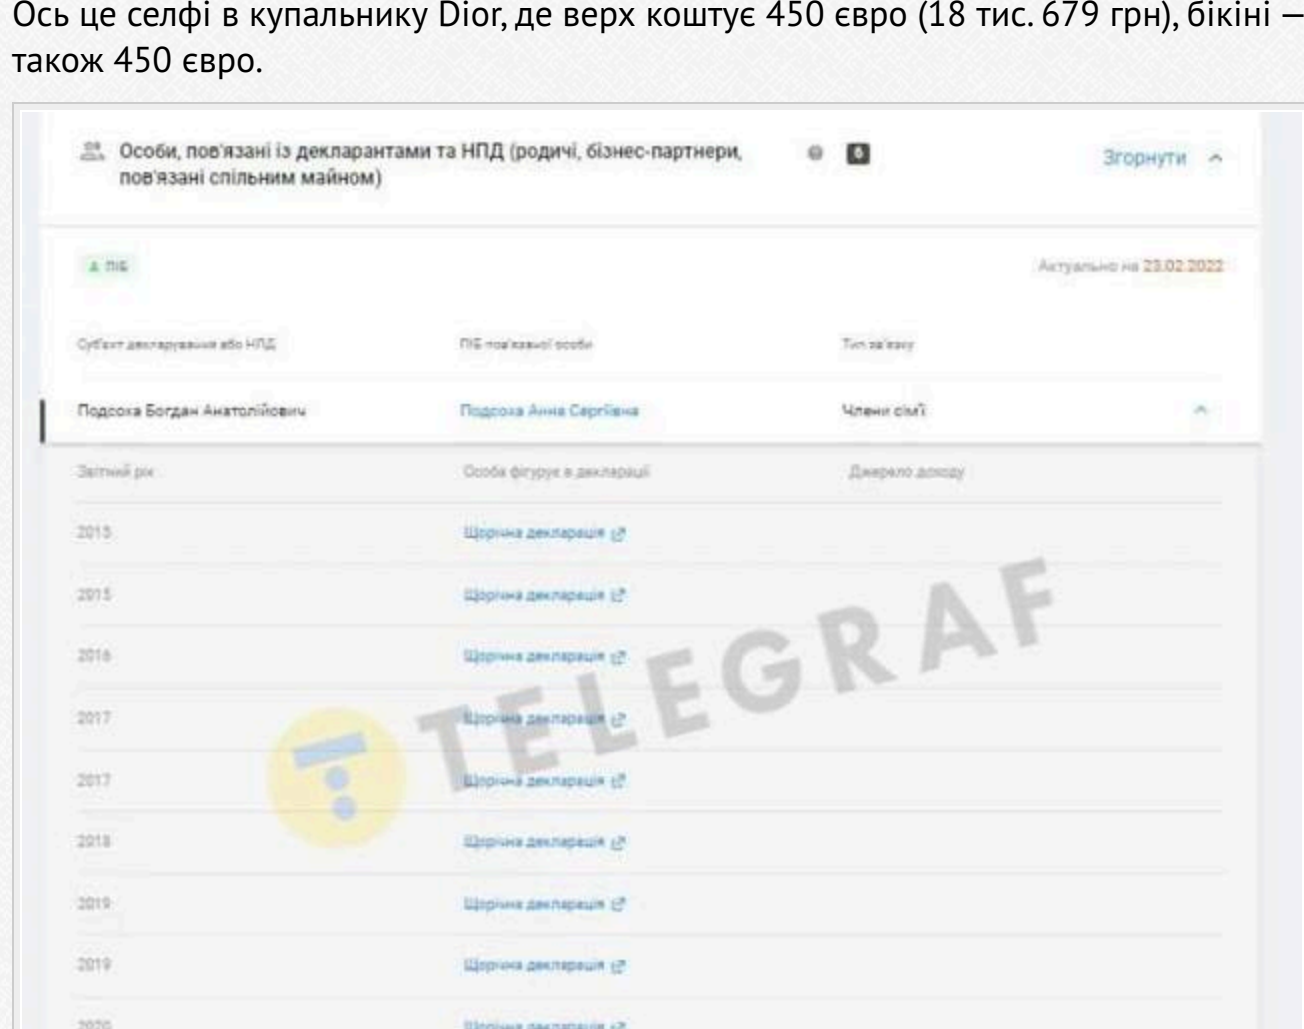 Ось це селфі в купальнику Dior, де верх коштує 450 євро (18 тис. 679 грн), бікіні —
також 450 євро.
Особи, пов'язані із декларантами та НПД (родичі, бізнес-партнери,
пов'язані спільним майном)
Згорнути
ПІБ
Актуально на 23.02.2022
Суб'єкт декларування або НПД
ПІБ пов'язаної особи
Тип зв'язку
Подсоха Богдан Анатолійович
Подсоха Анна Сергіївна
Члени сім'ї
Звітний рік
Особа фігурує в декларації
Джерело доходу
2015
Щорічна декларація
2015
Щорічна декларація
2016
Щорічна декларація
2017
Щорічна декларація
2017
Щорічна декларація
2018
Щорічна декларація
2019
Щорічна декларація
2019
Щорічна декларація
2020
Щорічна декларація
TELEGRAF